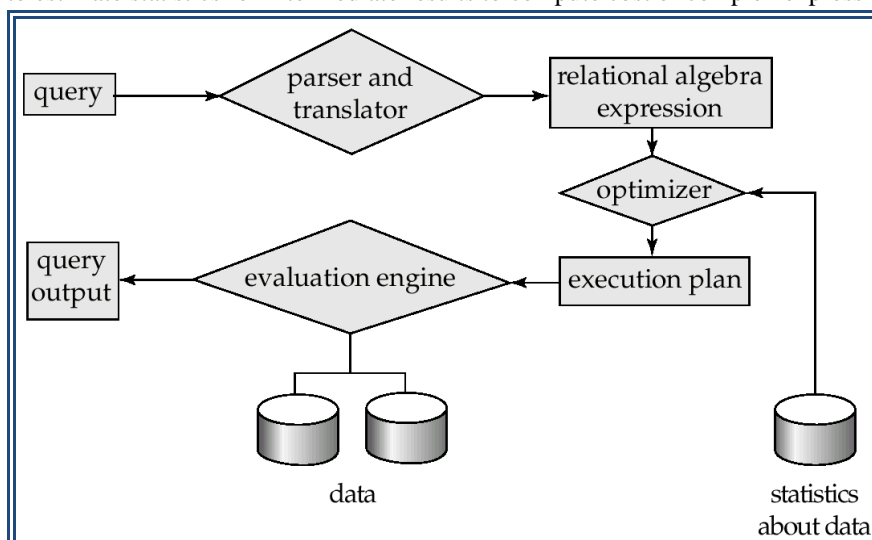 query
parser and
translator
relational algebra
expression
optimizer
query
output
evaluation engine
execution plan
data
statistics
about data